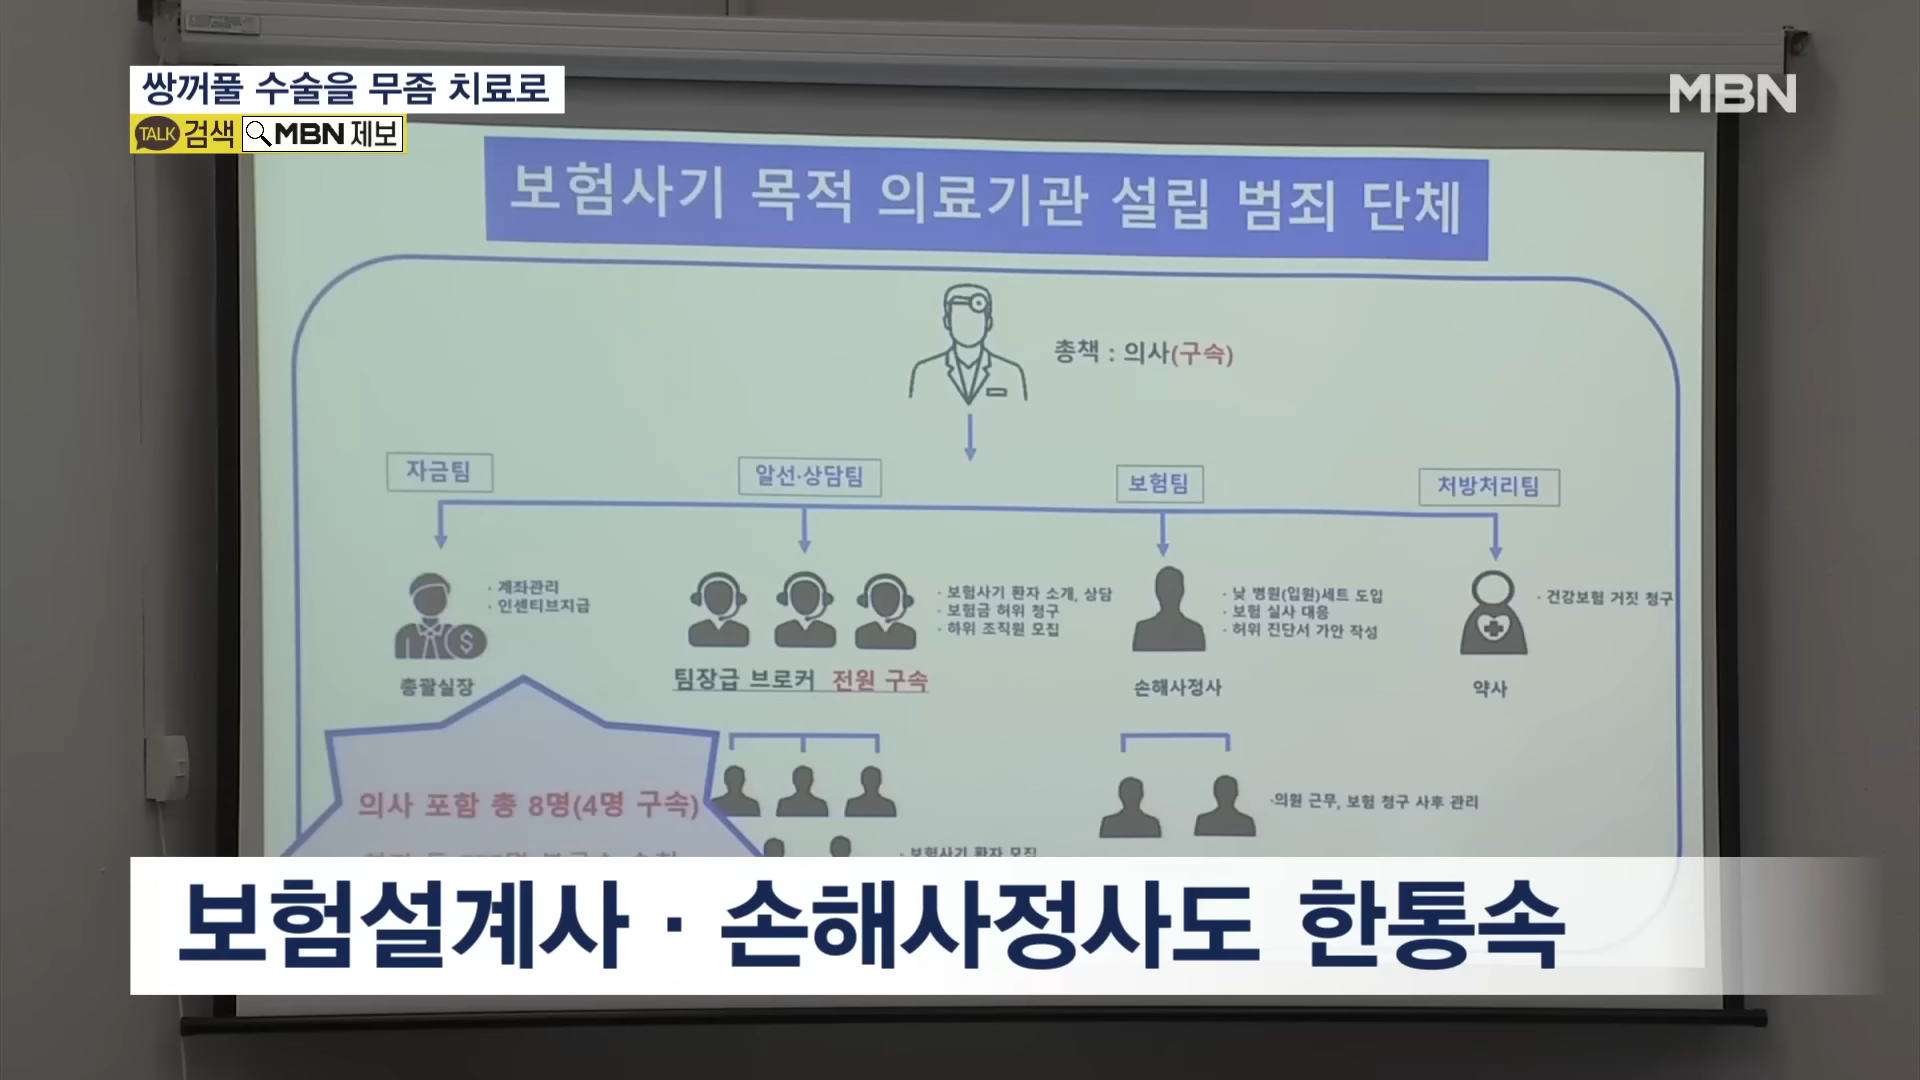 쌍꺼풀 수술을 무좀 치료로
TALK 검색 MBN 제보
MBN
보험사기 목적 의료기관 설립 범죄 단체
총책 : 의사(구속)
자금팀
알선·상담팀
보험팀
처방처리팀
· 계좌관리
· 인센티브지급
총괄실장
· 보험사기 환자 소개, 상담
· 보험금 허위 청구
· 하위 조직원 모집
팀장급 브로커 전원 구속
· 낮 병원(입원)세트 도입
· 보험 실사 대응
· 허위 진단서 가안 작성
손해사정사
· 건강보험 거짓 청구
약사
의사 포함 총 8명(4명 구속)
·의원 근무, 보험 청구 사후 관리
· 보험사기 환자 모집
보험설계사 · 손해사정사도 한통속